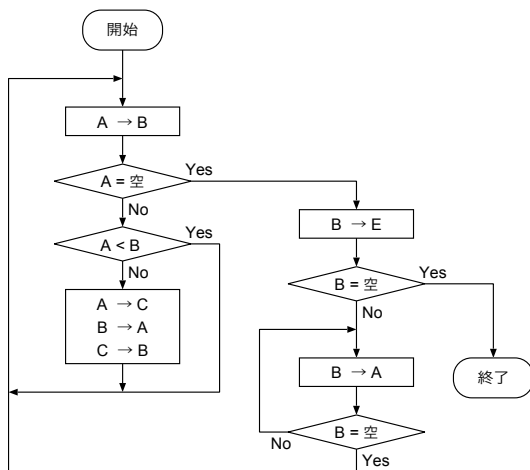 開始
A → B
A = 空
Yes
No
A < B
Yes
No
A → C
B → A
C → B
B → E
B = 空
Yes
No
B → A
終了
B = 空
No
Yes